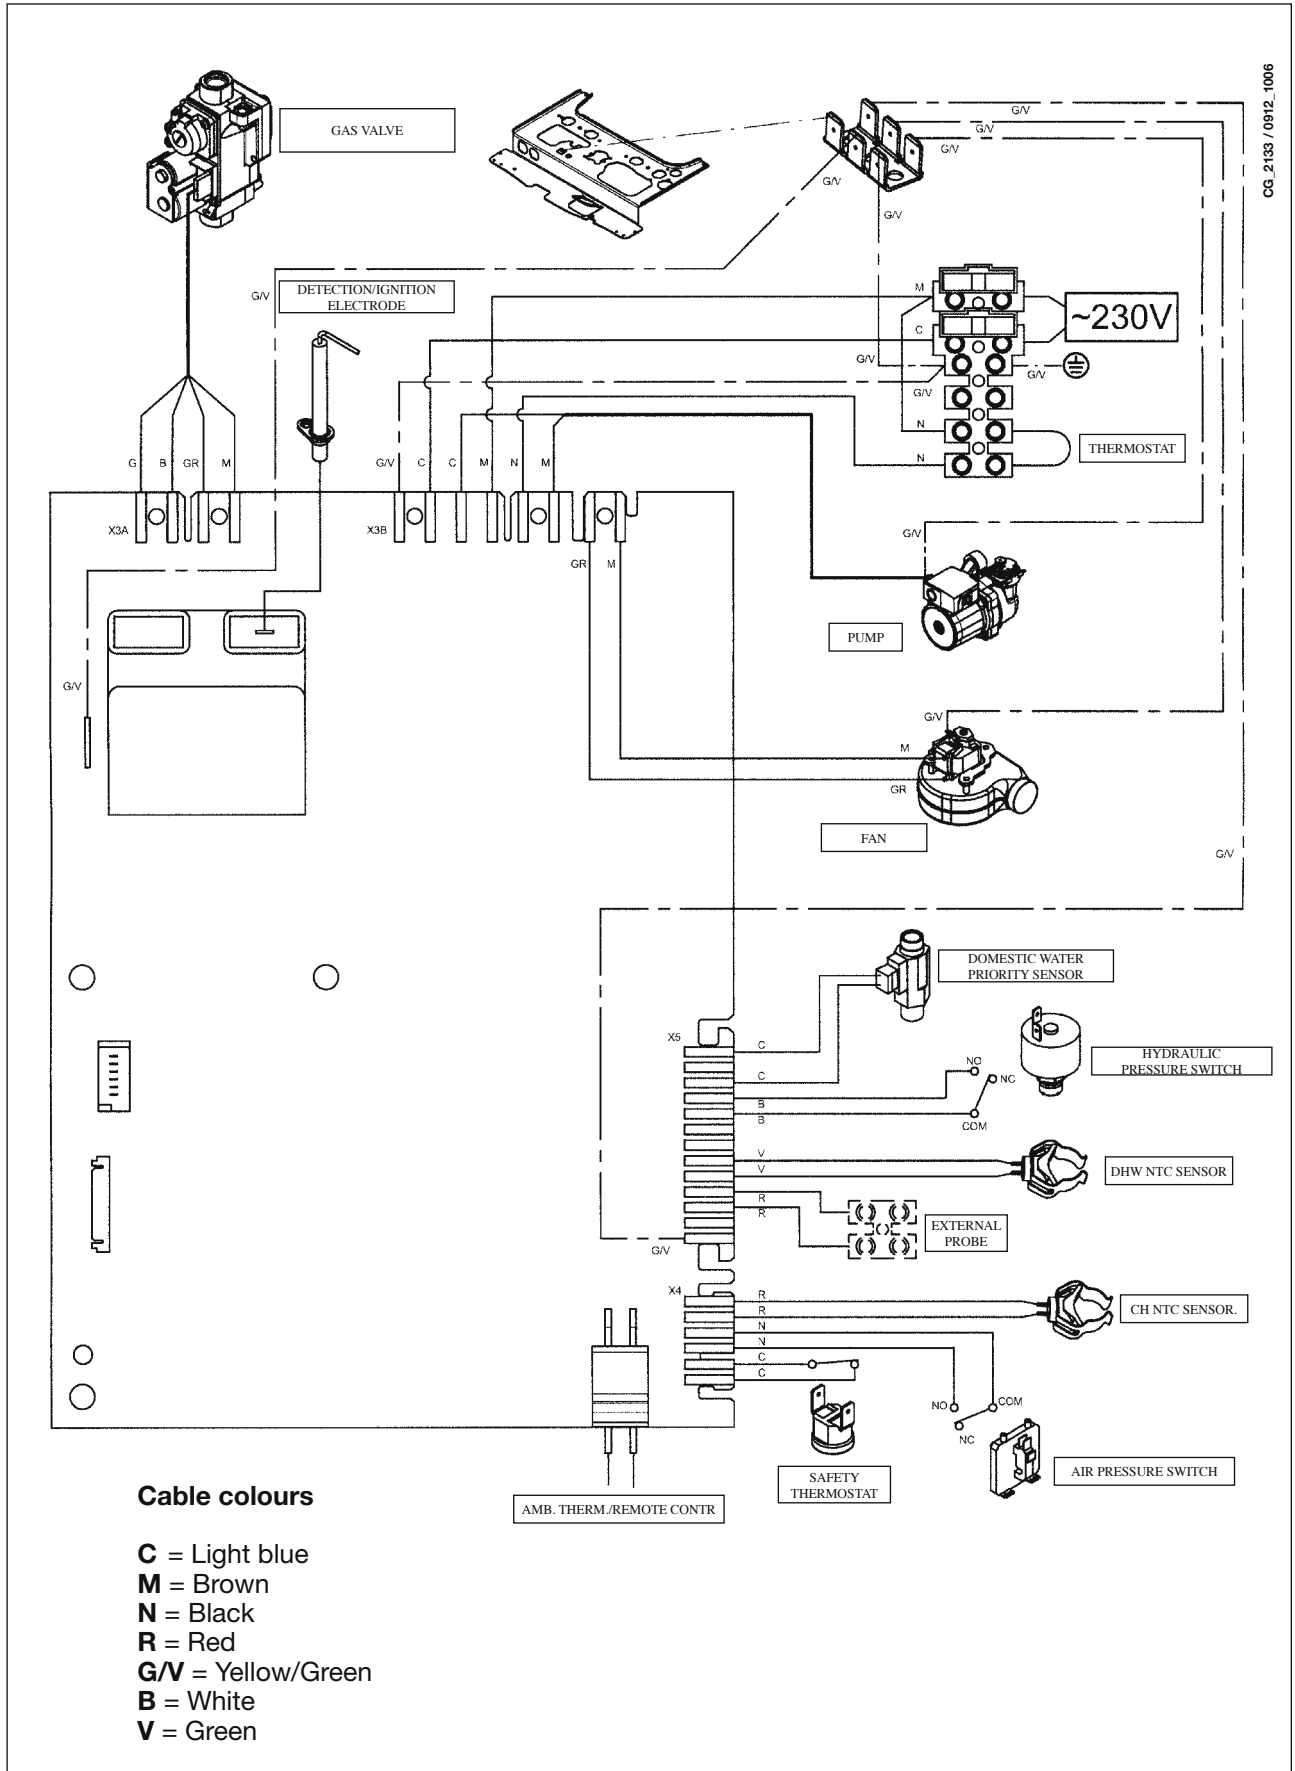 CG_2133 / 0912_1006
GAS VALVE
G/V
G/V
G/V
G/V
G/V
DETECTION/IGNITION
ELECTRODE
G/V
M
~230V
C
G/V
G/V
G/V
N
THERMOSTAT
N
G B GR M
G/V C C M N M
X3A
X3B
GR M
G/V
PUMP
G/V
G/V
M
GR
FAN
G/V
DOMESTIC WATER
PRIORITY SENSOR
X5
C
C
B
B
NO
NC
COM
HYDRAULIC
PRESSURE SWITCH
V
V
DHW NTC SENSOR
R
R
EXTERNAL
PROBE
G/V
X4
R
R
CH NTC SENSOR.
N
N
C
C
NO
COM
NC
AIR PRESSURE SWITCH
SAFETY
THERMOSTAT
AMB. THERM./REMOTE CONTR
Cable colours
C = Light blue
M = Brown
N = Black
R = Red
G/V = Yellow/Green
B = White
V = Green